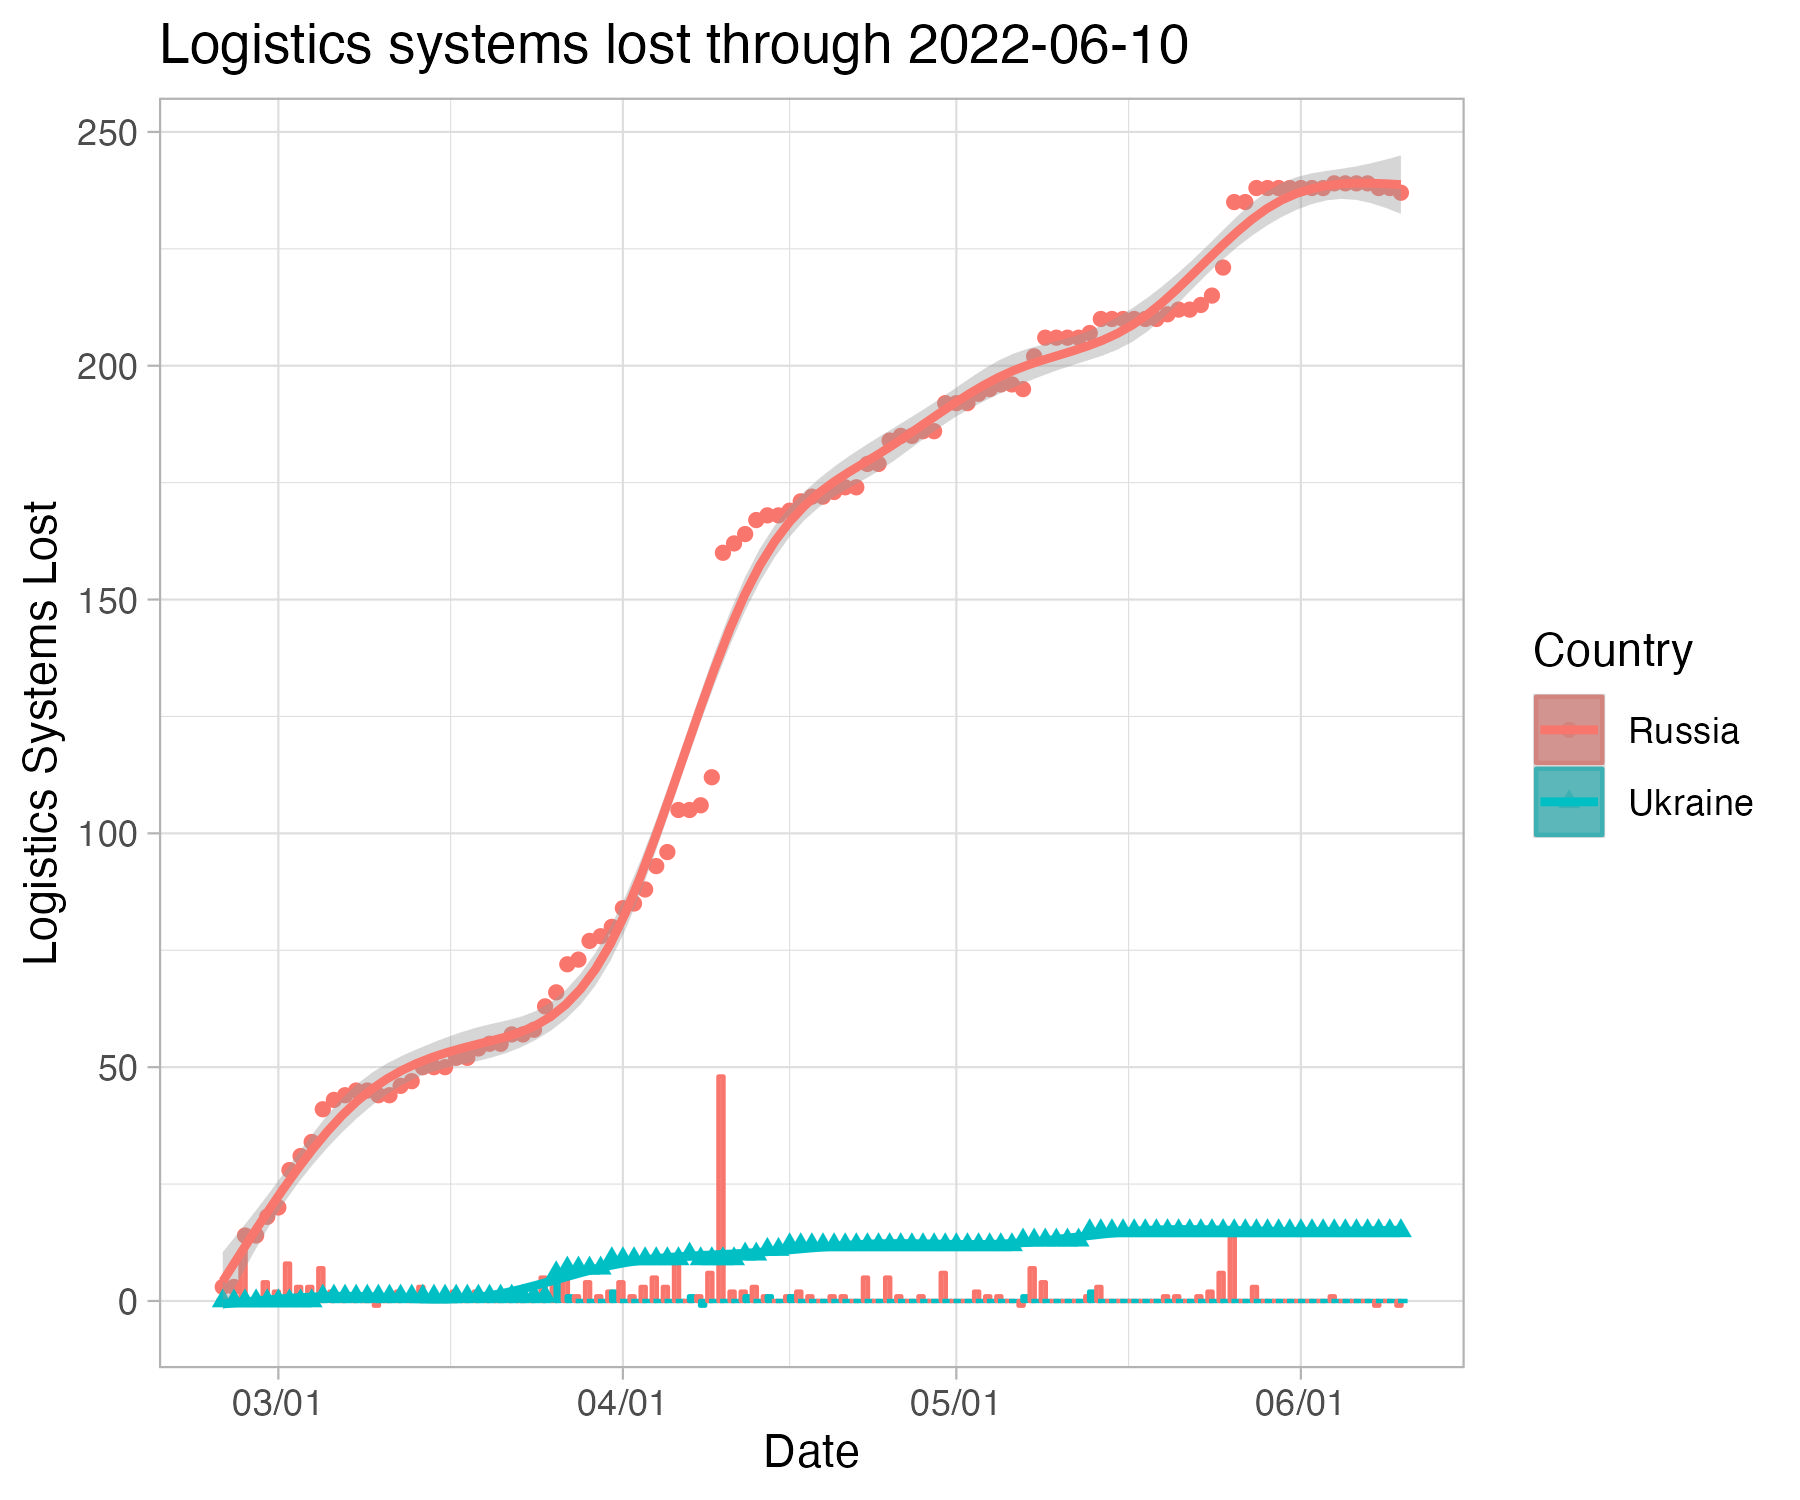 Logistics systems lost through 2022-06-10
Logistics Systems Lost
250
200
150
100
50
0
03/01
04/01
05/01
06/01
Date
Country
Russia
Ukraine